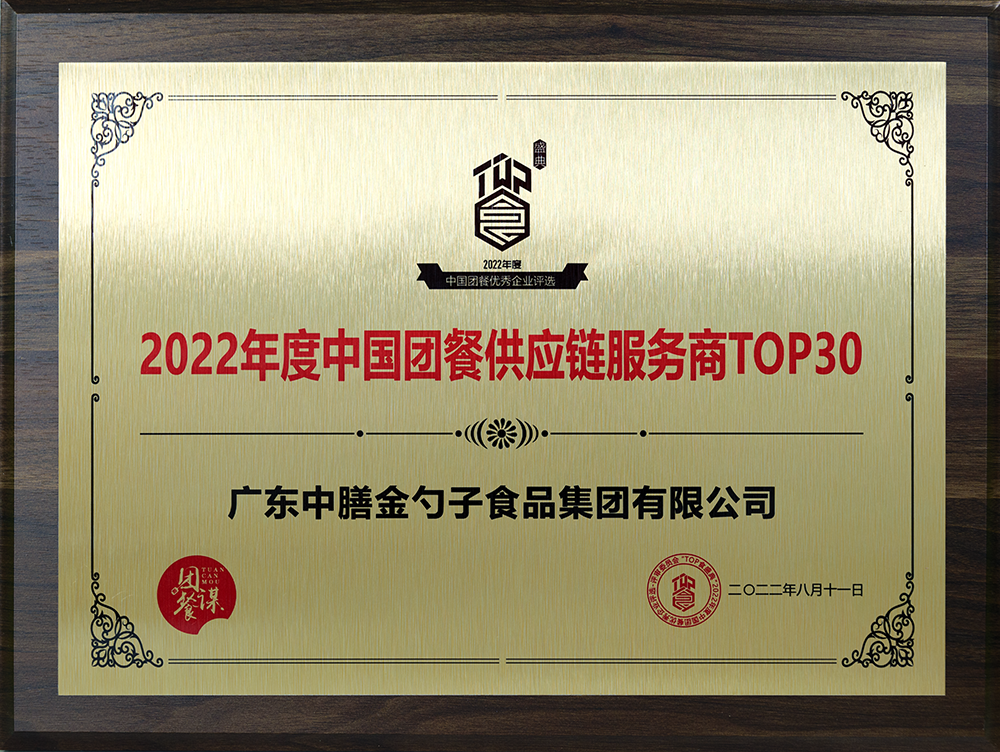 盛典
TOP
食
2022年度
中国团餐优秀企业评选
2022年度中国团餐供应链服务商TOP30
广东中膳金勺子食品集团有限公司
团餐谋
TUAN
CAN
MOU
TOP
食
二〇二二年八月十一日